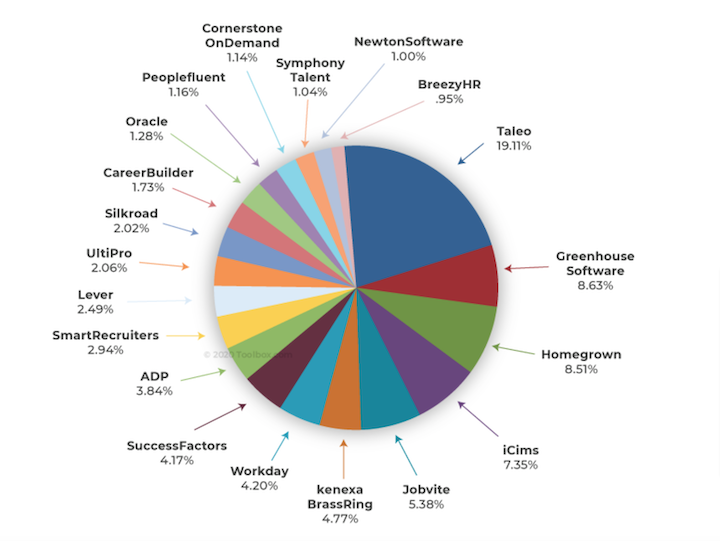 Cornerstone
OnDemand
1.14%
NewtonSoftware
1.00%
Symphony
Talent
1.04%
Peoplefluent
1.16%
BreezyHR
.95%
Oracle
1.28%
Taleo
19.11%
CareerBuilder
1.73%
Silkroad
2.02%
UltiPro
2.06%
Greenhouse
Software
8.63%
Lever
2.49%
SmartRecruiters
2.94%
© 2020 Toolbox.com
Homegrown
8.51%
ADP
3.84%
SuccessFactors
4.17%
iCims
7.35%
Workday
4.20%
kenexa
BrassRing
4.77%
Jobvite
5.38%